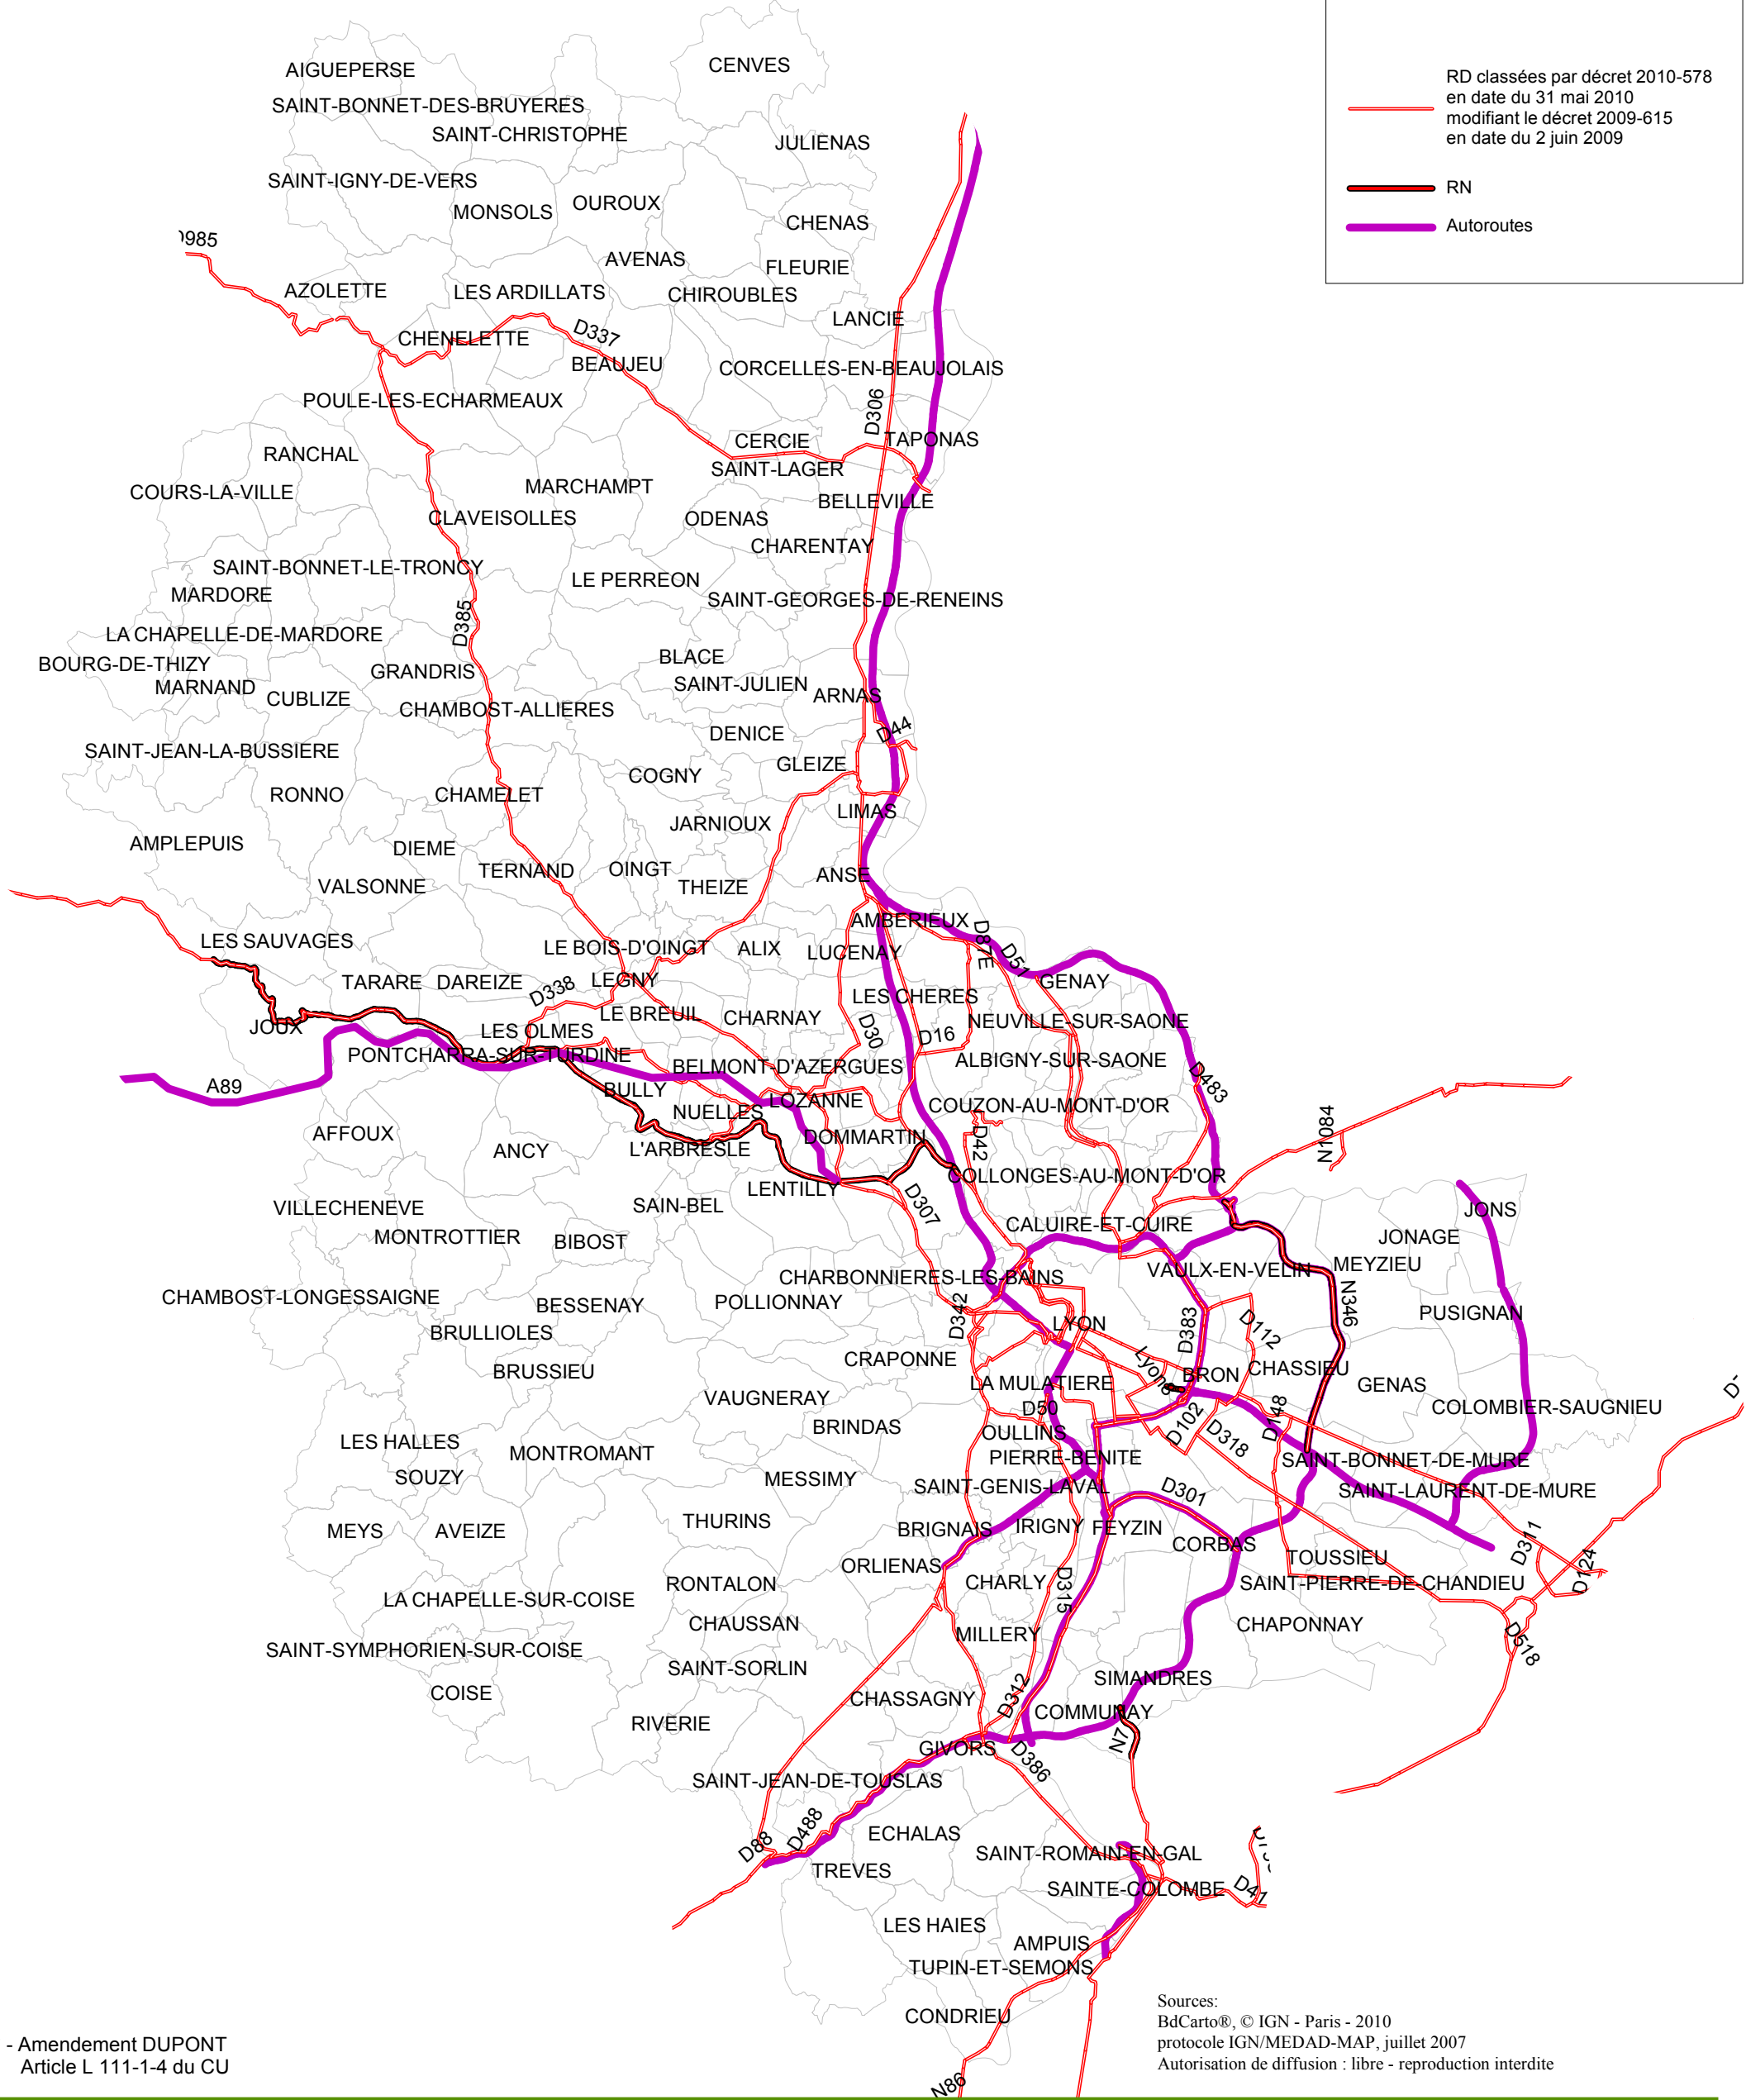 RD classées par décret 2010-578
en date du 31 mai 2010
modifiant le décret 2009-615
en date du 2 juin 2009
RN
Autoroutes
CENVES
AIGUEPERSE
SAINT-BONNET-DES-BRUYERES
SAINT-CHRISTOPHE
JULIENAS
SAINT-IGNY-DE-VERS
OUROUX
MONSOLS
CHENAS
D985
AVENAS
FLEURIE
AZOLETTE
LES ARDILLATS
CHIROUBLES
LANCIE
D337
CHENELETTE
BEAUJEU
CORCELLES-EN-BEAUJOLAIS
POULE-LES-ECHARMEAUX
D306
CERCIE
TAPONAS
RANCHAL
SAINT-LAGER
COURS-LA-VILLE
MARCHAMPT
BELLEVILLE
CLAVEISOLLES
ODENAS
CHARENTAY
SAINT-BONNET-LE-TRONCY
LE PERREON
MARDORE
SAINT-GEORGES-DE-RENEINS
D385
LA CHAPELLE-DE-MARDORE
BOURG-DE-THIZY
BLACE
GRANDRIS
MARNAND
SAINT-JULIEN
CUBLIZE
ARNAS
CHAMBOST-ALLIERES
D44
DENICE
SAINT-JEAN-LA-BUSSIERE
GLEIZE
COGNY
RONNO
CHAMELET
LIMAS
JARNIOUX
AMPLEPUIS
DIEME
TERNAND
OINGT
ANSE
VALSONNE
THEIZE
AMBERIEUX
D87E
LES SAUVAGES
LE BOIS-D'OINGT
ALIX
LUCENAY
D51
TARARE
DAREIZE
D338
LEGNY
GENAY
LES CHERES
LE BREUIL
CHARNAY
NEUVILLE-SUR-SAONE
JOUX
LES OLMES
D30
D16
PONTCHARRA-SUR-TURDINE
BELMONT-D'AZERGUES
ALBIGNY-SUR-SAONE
A89
BULLY
D483
LOZANNE
COUZON-AU-MONT-D'OR
NUELLES
AFFOUX
DOMMARTIN
N1084
ANCY
L'ARBRESLE
D42
COLLONGES-AU-MONT-D'OR
LENTILLY
VILLECHENEVE
SAIN-BEL
D307
JONS
CALUIRE-ET-CUIRE
MONTROTTIER
BIBOST
JONAGE
MEYZIEU
CHARBONNIERES-LES-BAINS
VAULX-EN-VELIN
CHAMBOST-LONGESSAIGNE
BESSENAY
POLLIONNAY
N346
PUSIGNAN
D342
BRULLIOLES
LYON
D383
D112
BRUSSIEU
CRAPONNE
Lyons
BRON
CHASSIEU
LA MULATIERE
GENAS
VAUGNERAY
D50
COLOMBIER-SAUGNIEU
BRINDAS
D148
D102
OULLINS
D318
LES HALLES
MONTROMANT
PIERRE-BENITE
SAINT-BONNET-DE-MURE
SOUZY
MESSIMY
SAINT-GENIS-LAVAL
D301
SAINT-LAURENT-DE-MURE
MEYS
AVEIZE
THURINS
BRIGNAIS
IRIGNY
FEYZIN
D311
CORBAS
TOUSSIEU
ORLIENAS
D124
RONTALON
CHARLY
D315
SAINT-PIERRE-DE-CHANDIEU
LA CHAPELLE-SUR-COISE
CHAUSSAN
CHAPONNAY
MILLERY
D518
SAINT-SYMPHORIEN-SUR-COISE
SAINT-SORLIN
SIMANDRES
COISE
CHASSAGNY
D312
COMMUNAY
RIVERIE
N7
GIVORS
D386
SAINT-JEAN-DE-TOUSLAS
D488
ECHALAS
D88
SAINT-ROMAIN-EN-GAL
TREVES
SAINTE-COLOMBE
D41
LES HAIES
AMPUIS
TUPIN-ET-SEMONS
CONDRIEU
N86
Sources:
BdCarto®, © IGN - Paris - 2010
protocole IGN/MEDAD-MAP, juillet 2007
Autorisation de diffusion : libre - reproduction interdite
- Amendement DUPONT
Article L 111-1-4 du CU